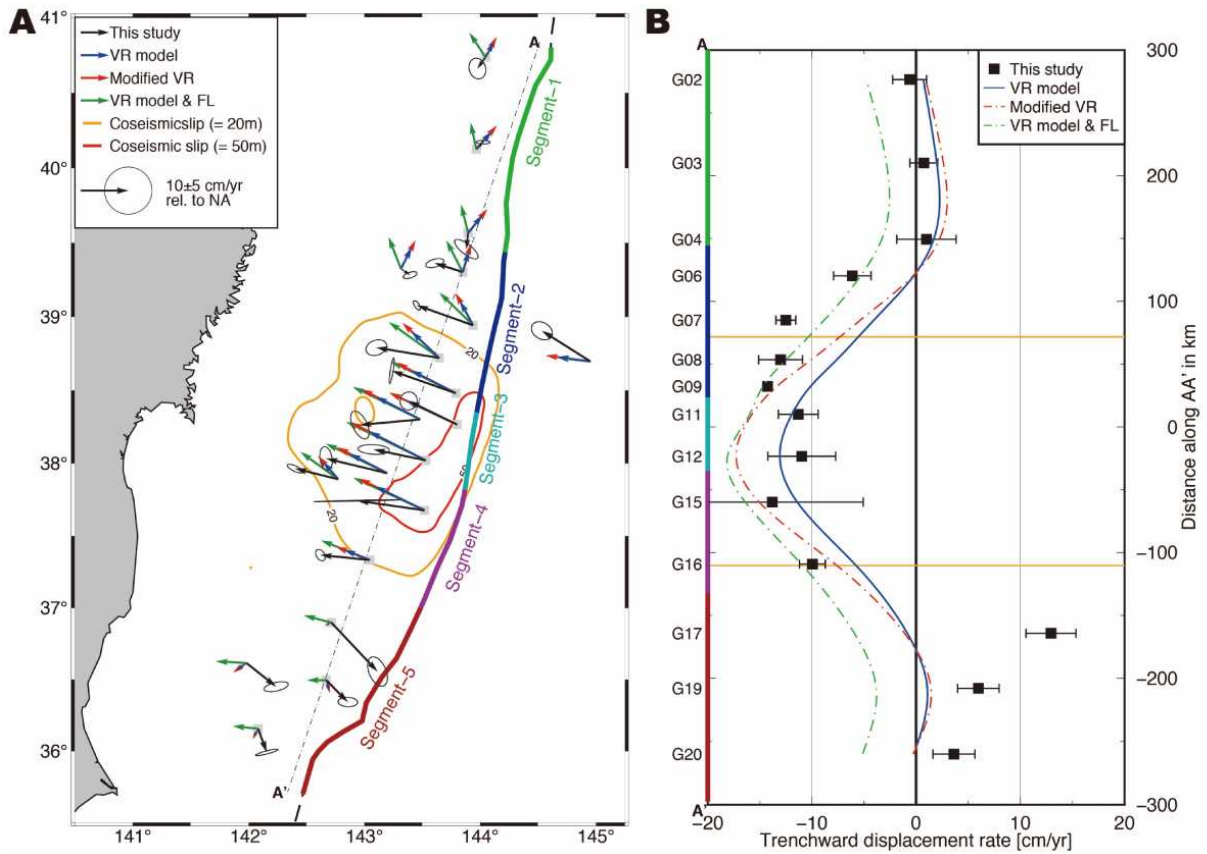 A
41°
40°
39°
38°
37°
36°
141°
142°
143°
144°
145°
This study
VR model
Modified VR
VR model & FL
Coseismicslip (= 20m)
Coseismic slip (= 50m)
10±5 cm/yr
rel. to NA
A
A'
Segment-1
Segment-2
Segment-3
Segment-4
Segment-5
20
50
20
B
A
A'
G02
G03
G04
G06
G07
G08
G09
G11
G12
G15
G16
G17
G19
G20
This study
VR model
Modified VR
VR model & FL
300
200
100
0
-100
-200
-300
Distance along AA' in km
-20
-10
0
10
20
Trenchward displacement rate [cm/yr]